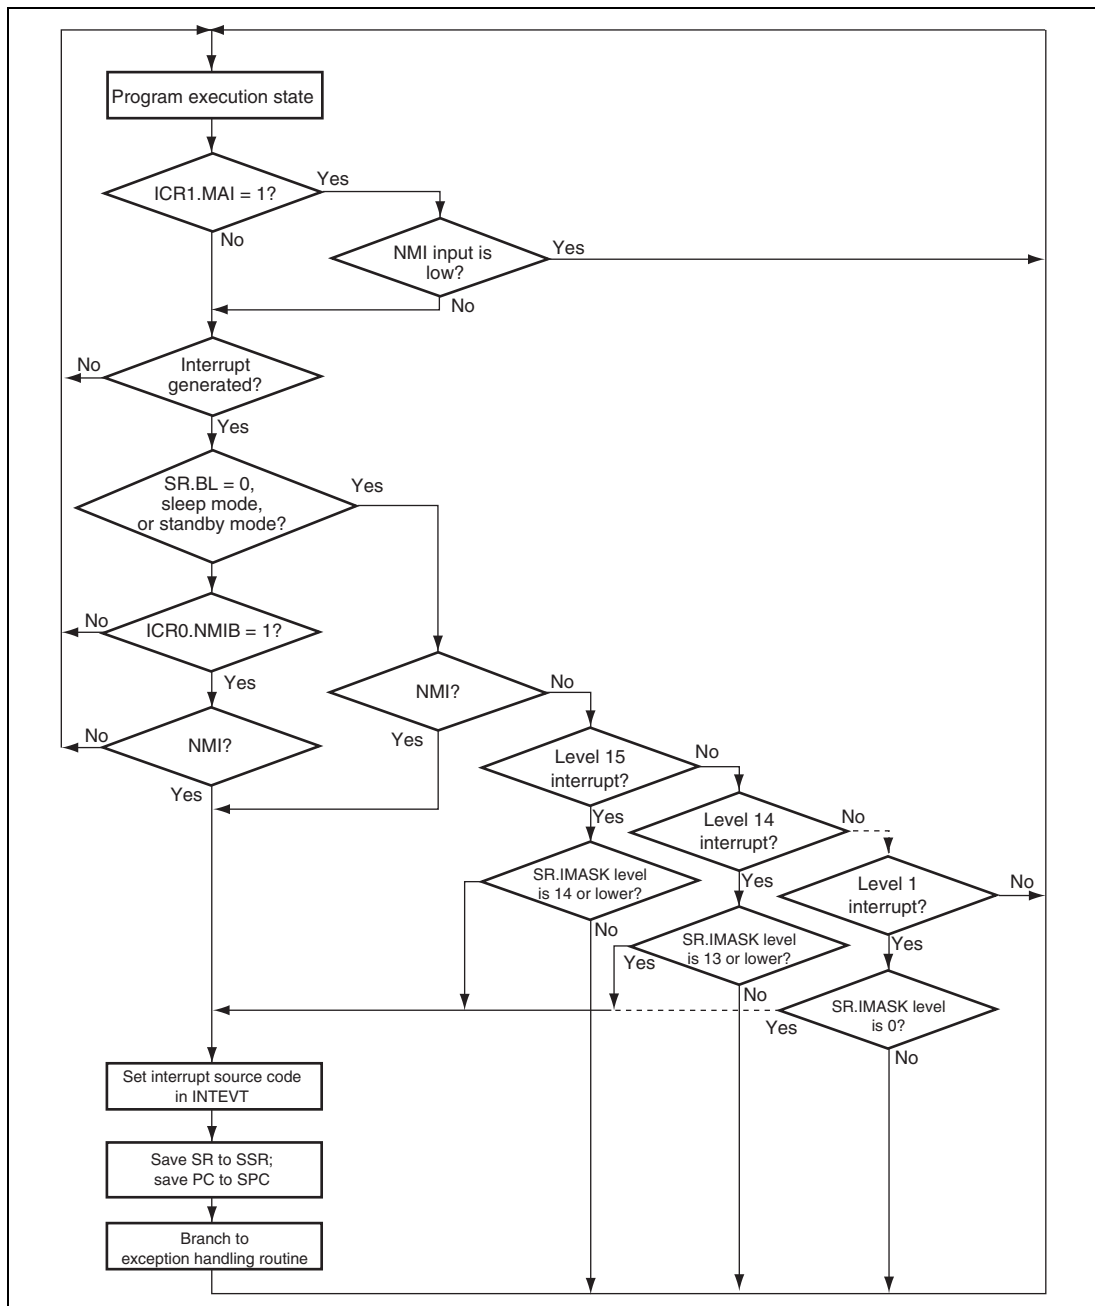 Program execution state
ICR1.MAI = 1?
Yes
No
NMI input is
low?
Yes
No
Interrupt
generated?
No
Yes
SR.BL = 0,
sleep mode,
or standby mode?
Yes
ICR0.NMIB = 1?
No
Yes
NMI?
No
Yes
NMI?
No
Yes
Level 15
interrupt?
No
Yes
Level 14
interrupt?
No
Yes
Level 1
interrupt?
No
Yes
SR.IMASK level
is 14 or lower?
No
SR.IMASK level
is 13 or lower?
Yes
No
SR.IMASK level
is 0?
Yes
No
Set interrupt source code
in INTEVT
Save SR to SSR;
save PC to SPC
Branch to
exception handling routine